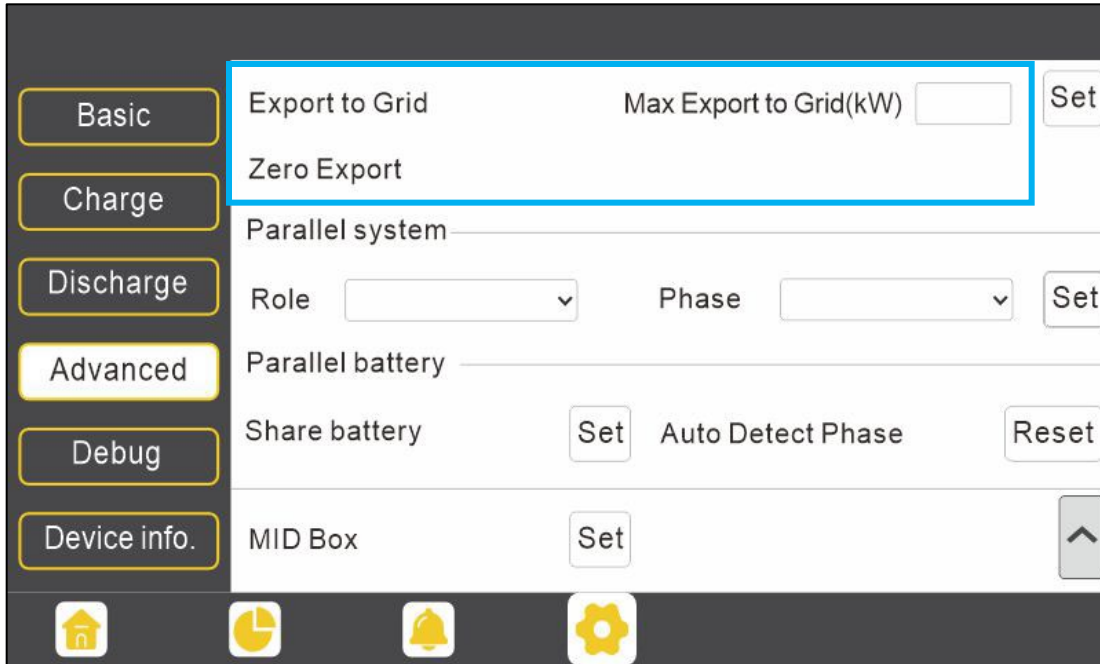 Basic
Charge
Discharge
Advanced
Debug
Device info.
Export to Grid Max Export to Grid(kW) Set
Zero Export
Parallel system
Role Phase Set
Parallel battery
Share battery Set Auto Detect Phase Reset
MID Box Set